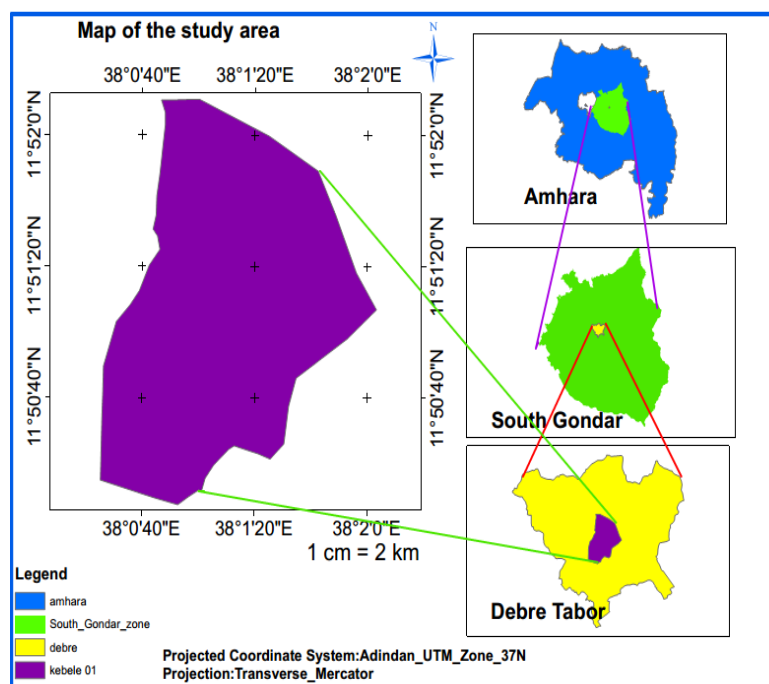 Map of the study area
38°0'40"E 38°1'20"E 38°2'0"E
11°52'0"N 11°52'0"N
11°51'20"N 11°51'20"N
11°50'40"N 11°50'40"N
38°0'40"E 38°1'20"E 38°2'0"E
1 cm = 2 km
Amhara
South Gondar
Debre Tabor
Legend
amhara
South_Gondar_zone
debre
kebele 01
Projected Coordinate System:Adindan_UTM_Zone_37N
Projection:Transverse_Mercator